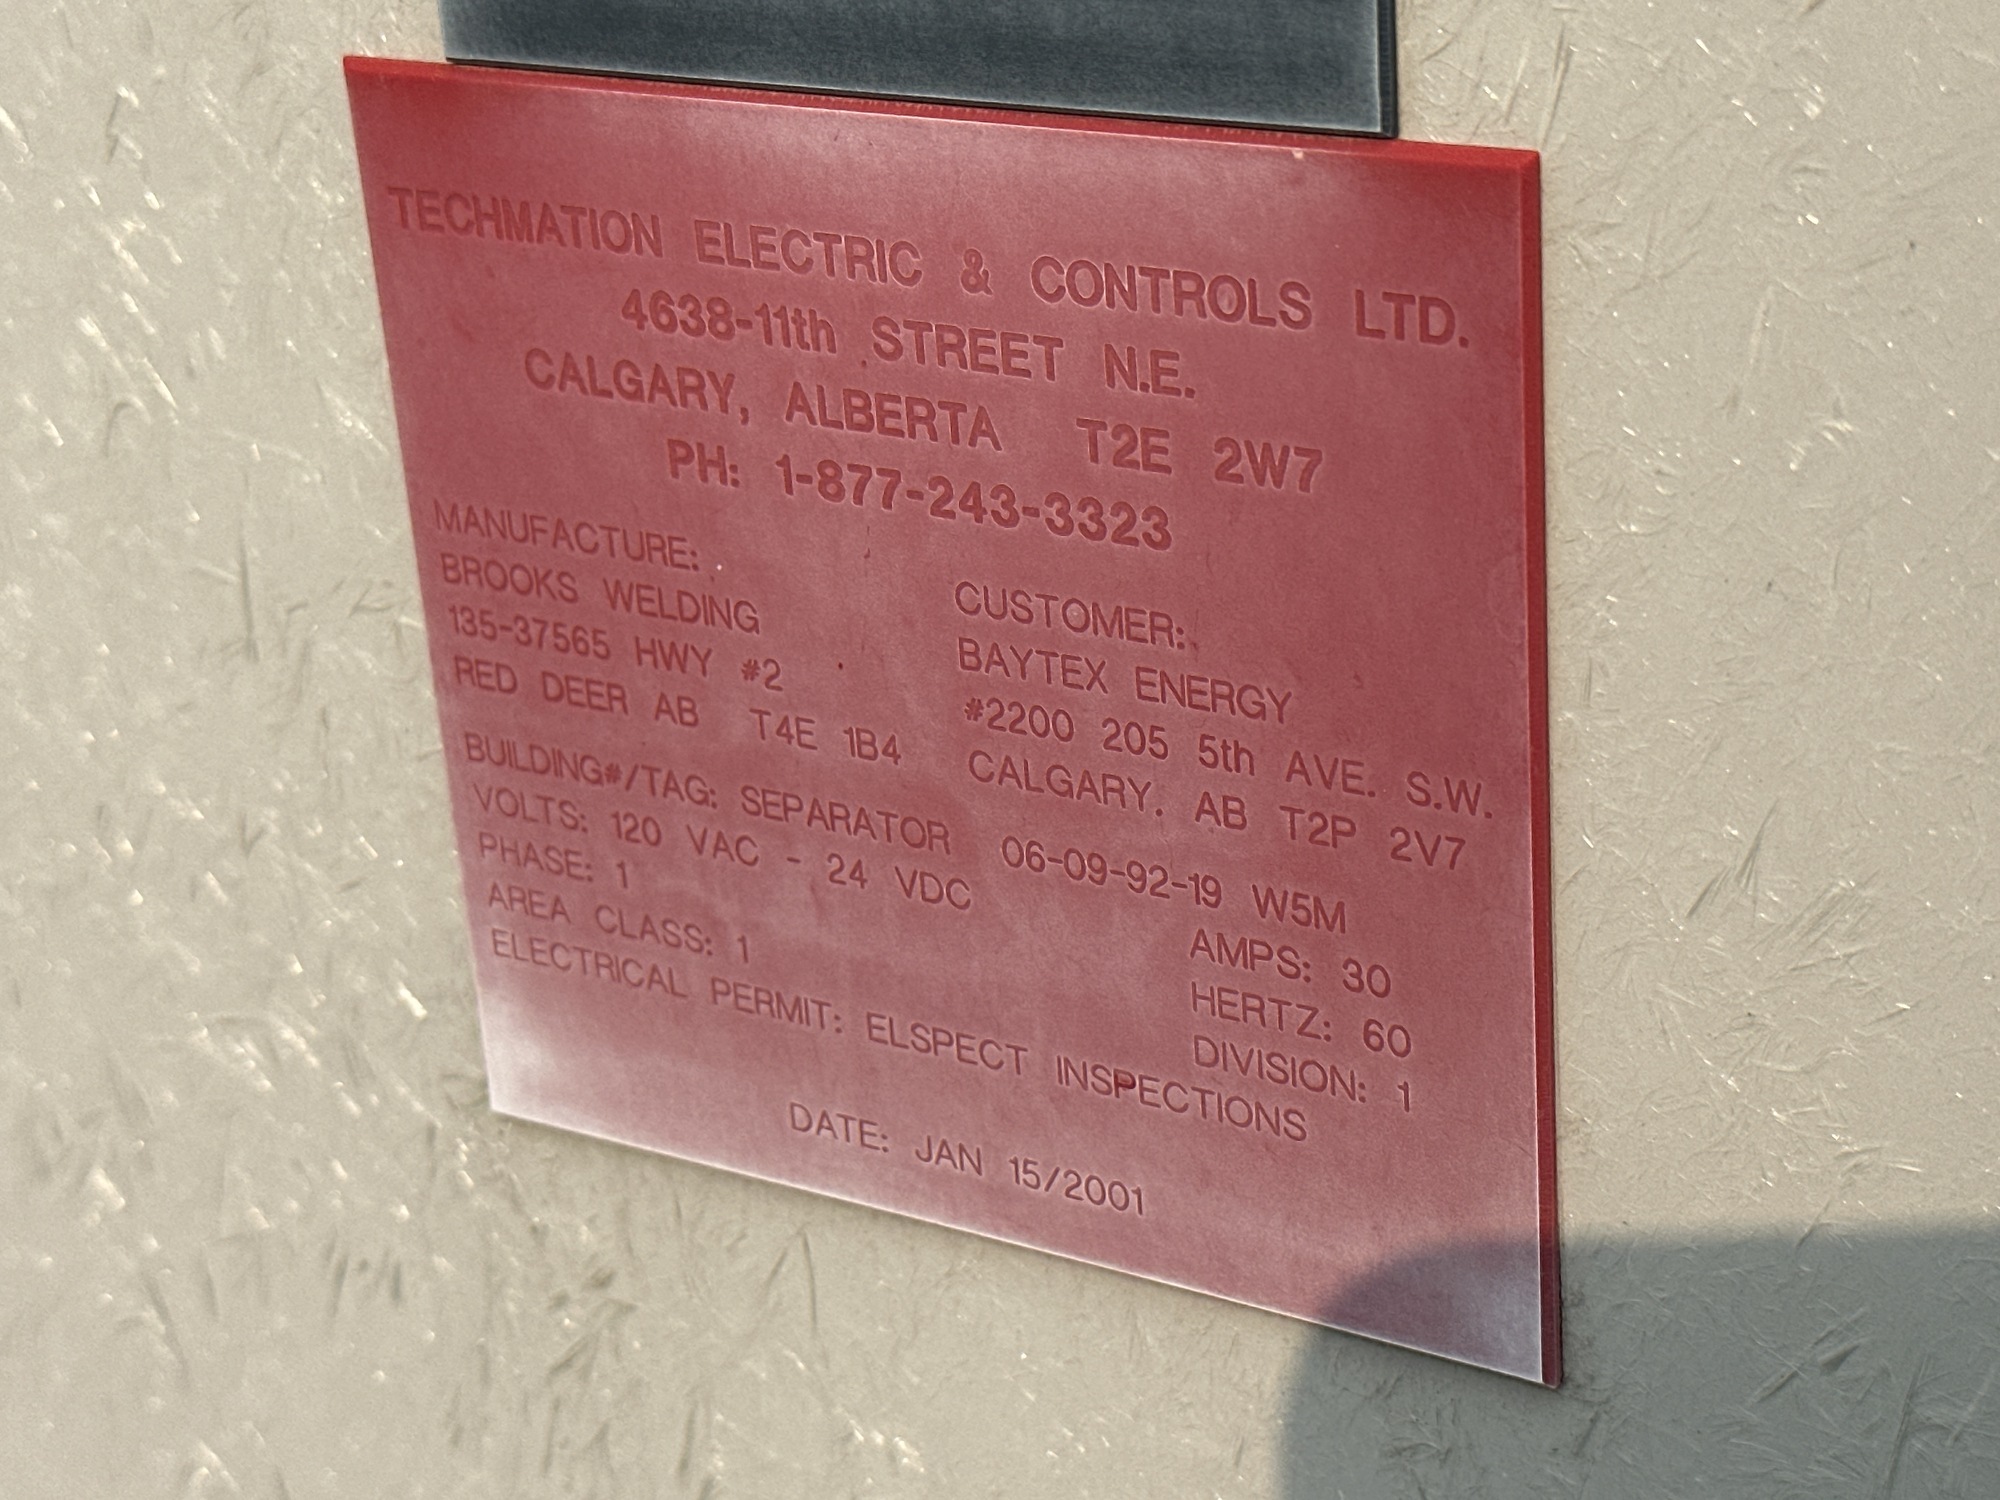 TECHMATION ELECTRIC & CONTROLS LTD.
4638-11th STREET N.E.
CALGARY, ALBERTA T2E 2W7
PH: 1-877-243-3323
MANUFACTURE:
BROOKS WELDING
135-37565 HWY #2
RED DEER AB T4E 1B4
CUSTOMER:
BAYTEX ENERGY
#2200 205 5th AVE. S.W.
CALGARY. AB T2P 2V7
BUILDING#/TAG: SEPARATOR 06-09-92-19 W5M
VOLTS: 120 VAC - 24 VDC AMPS: 30
PHASE: 1 HERTZ: 60
AREA CLASS: 1 DIVISION: 1
ELECTRICAL PERMIT: ELSPECT INSPECTIONS
DATE: JAN 15/2001